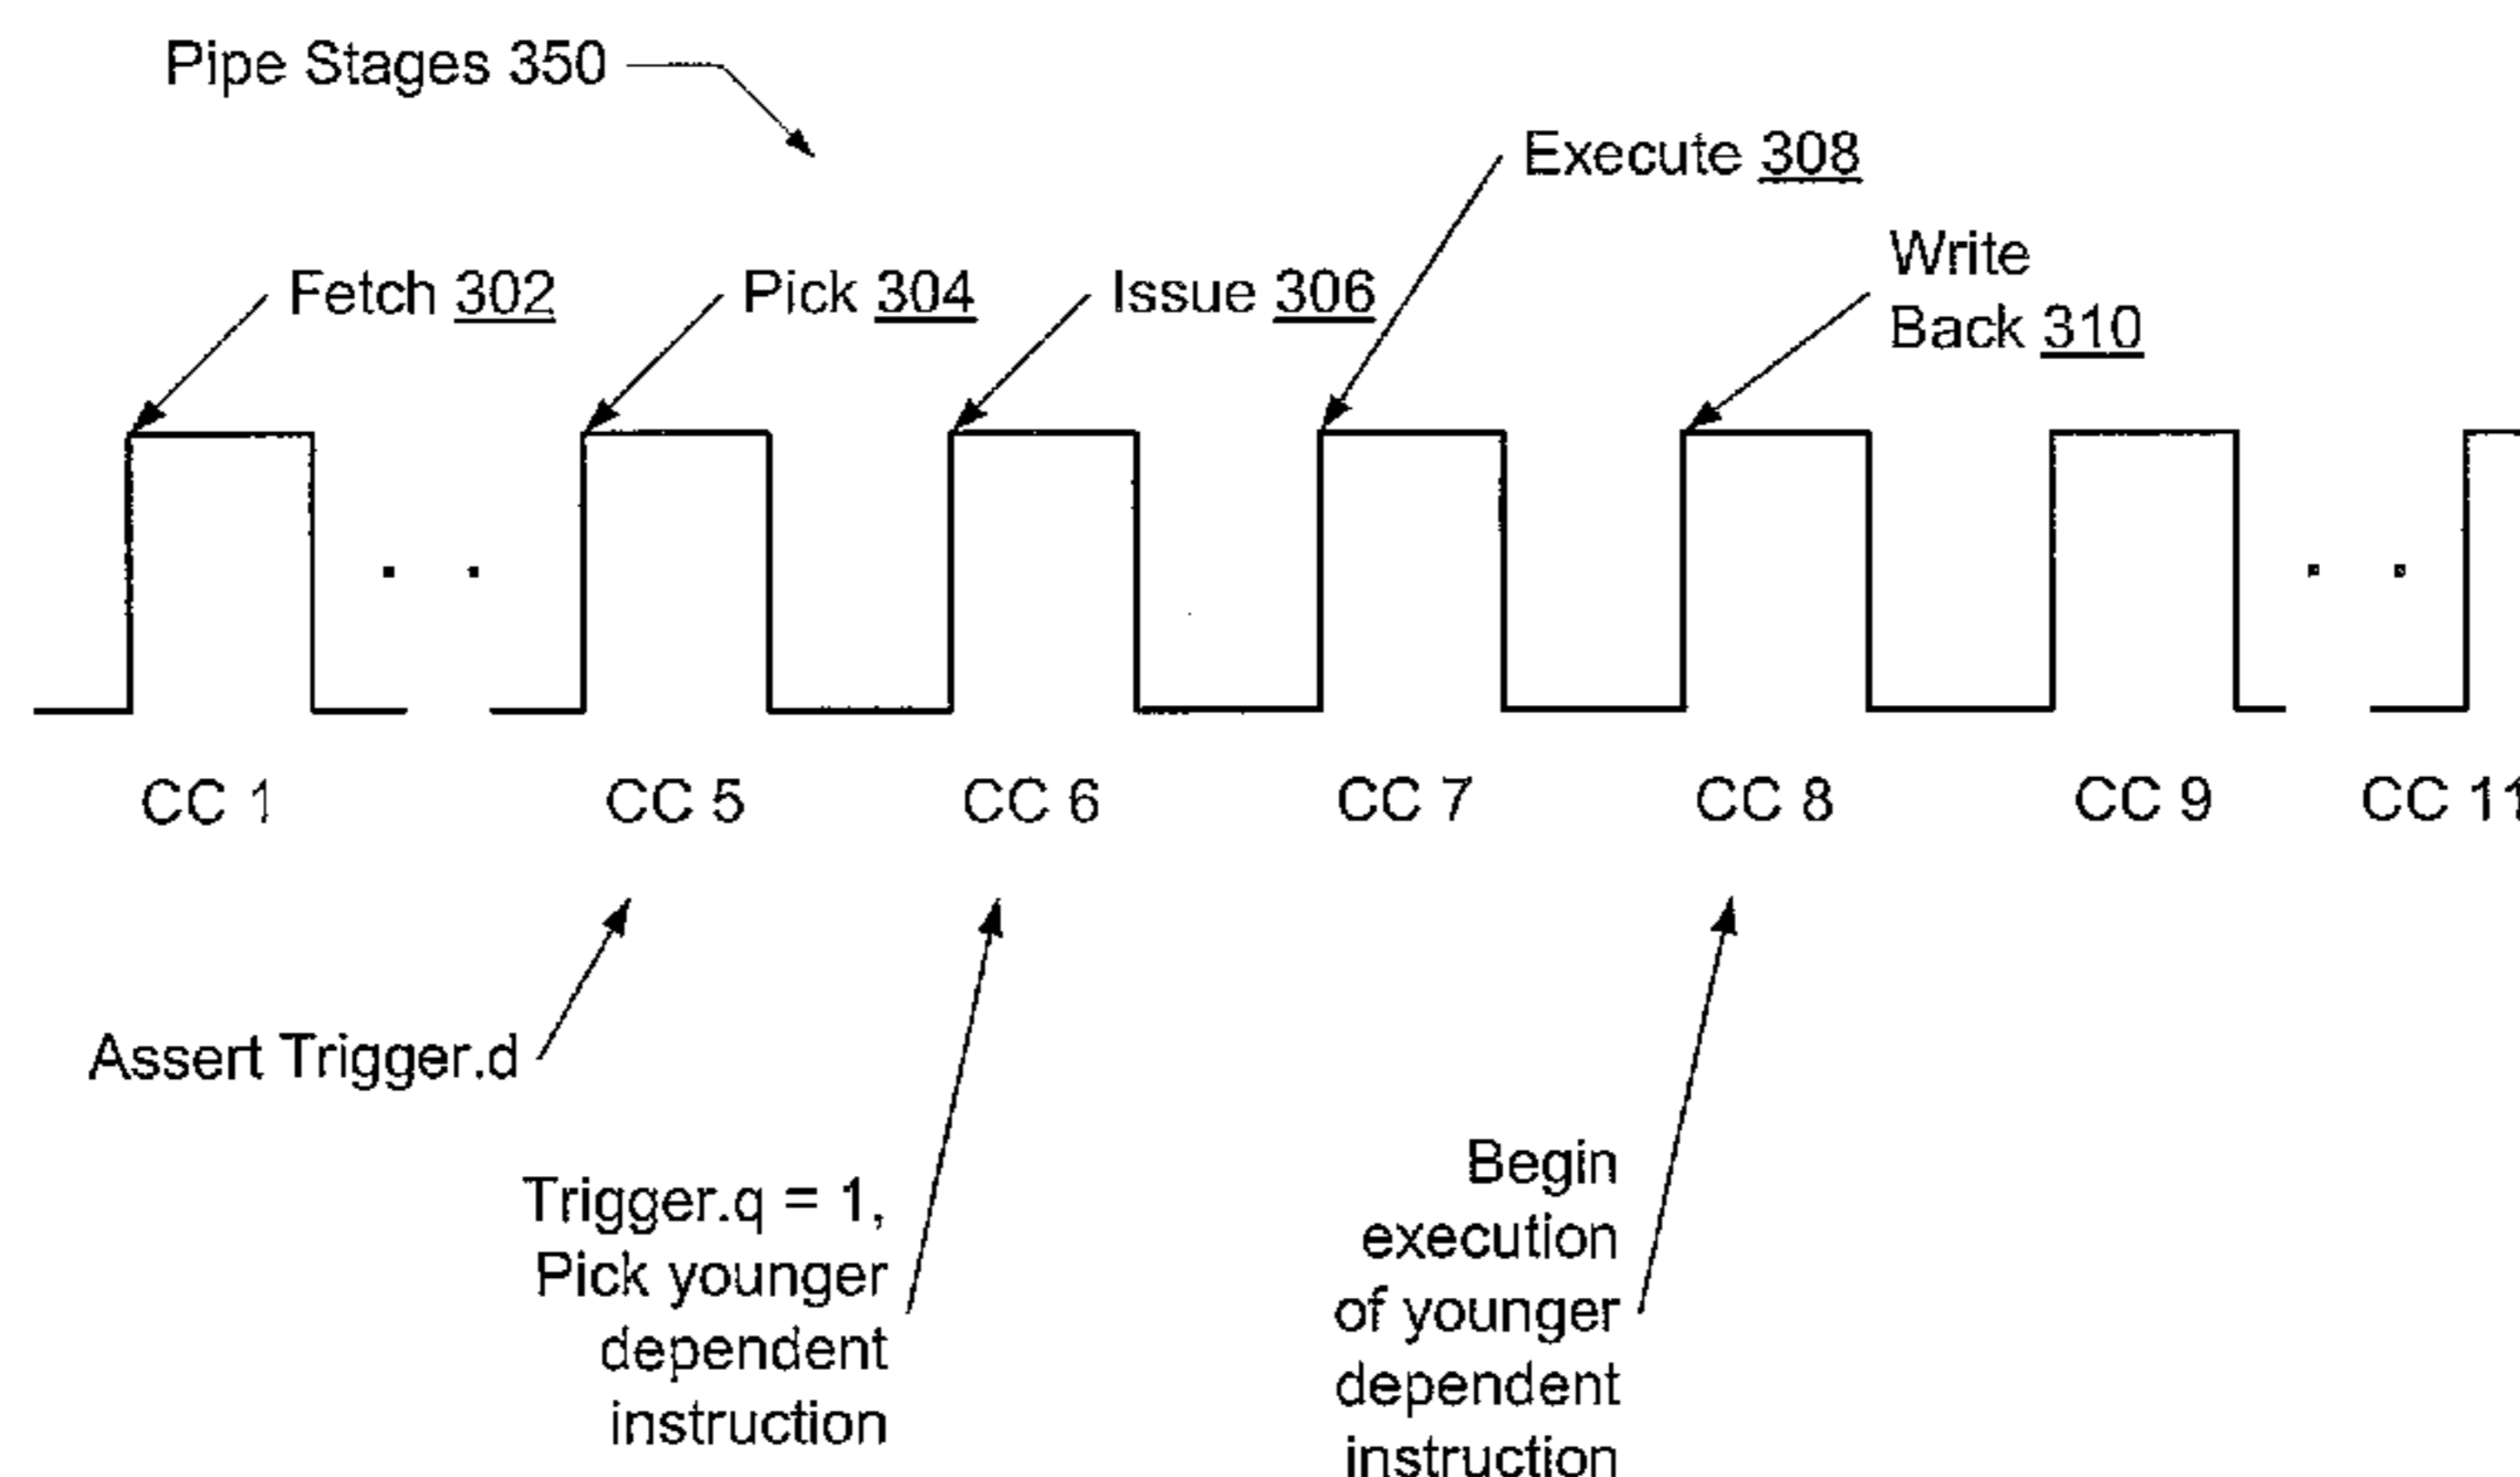 Pipe Stages 350
Execute 308
Write
Back 310
Fetch 302
Pick 304
Issue 306
CC 1
CC 5
CC 6
CC 7
CC 8
CC 9
CC 11
Assert Trigger.d
Trigger.q = 1,
Pick younger
dependent
instruction
Begin
execution
of younger
dependent
instruction